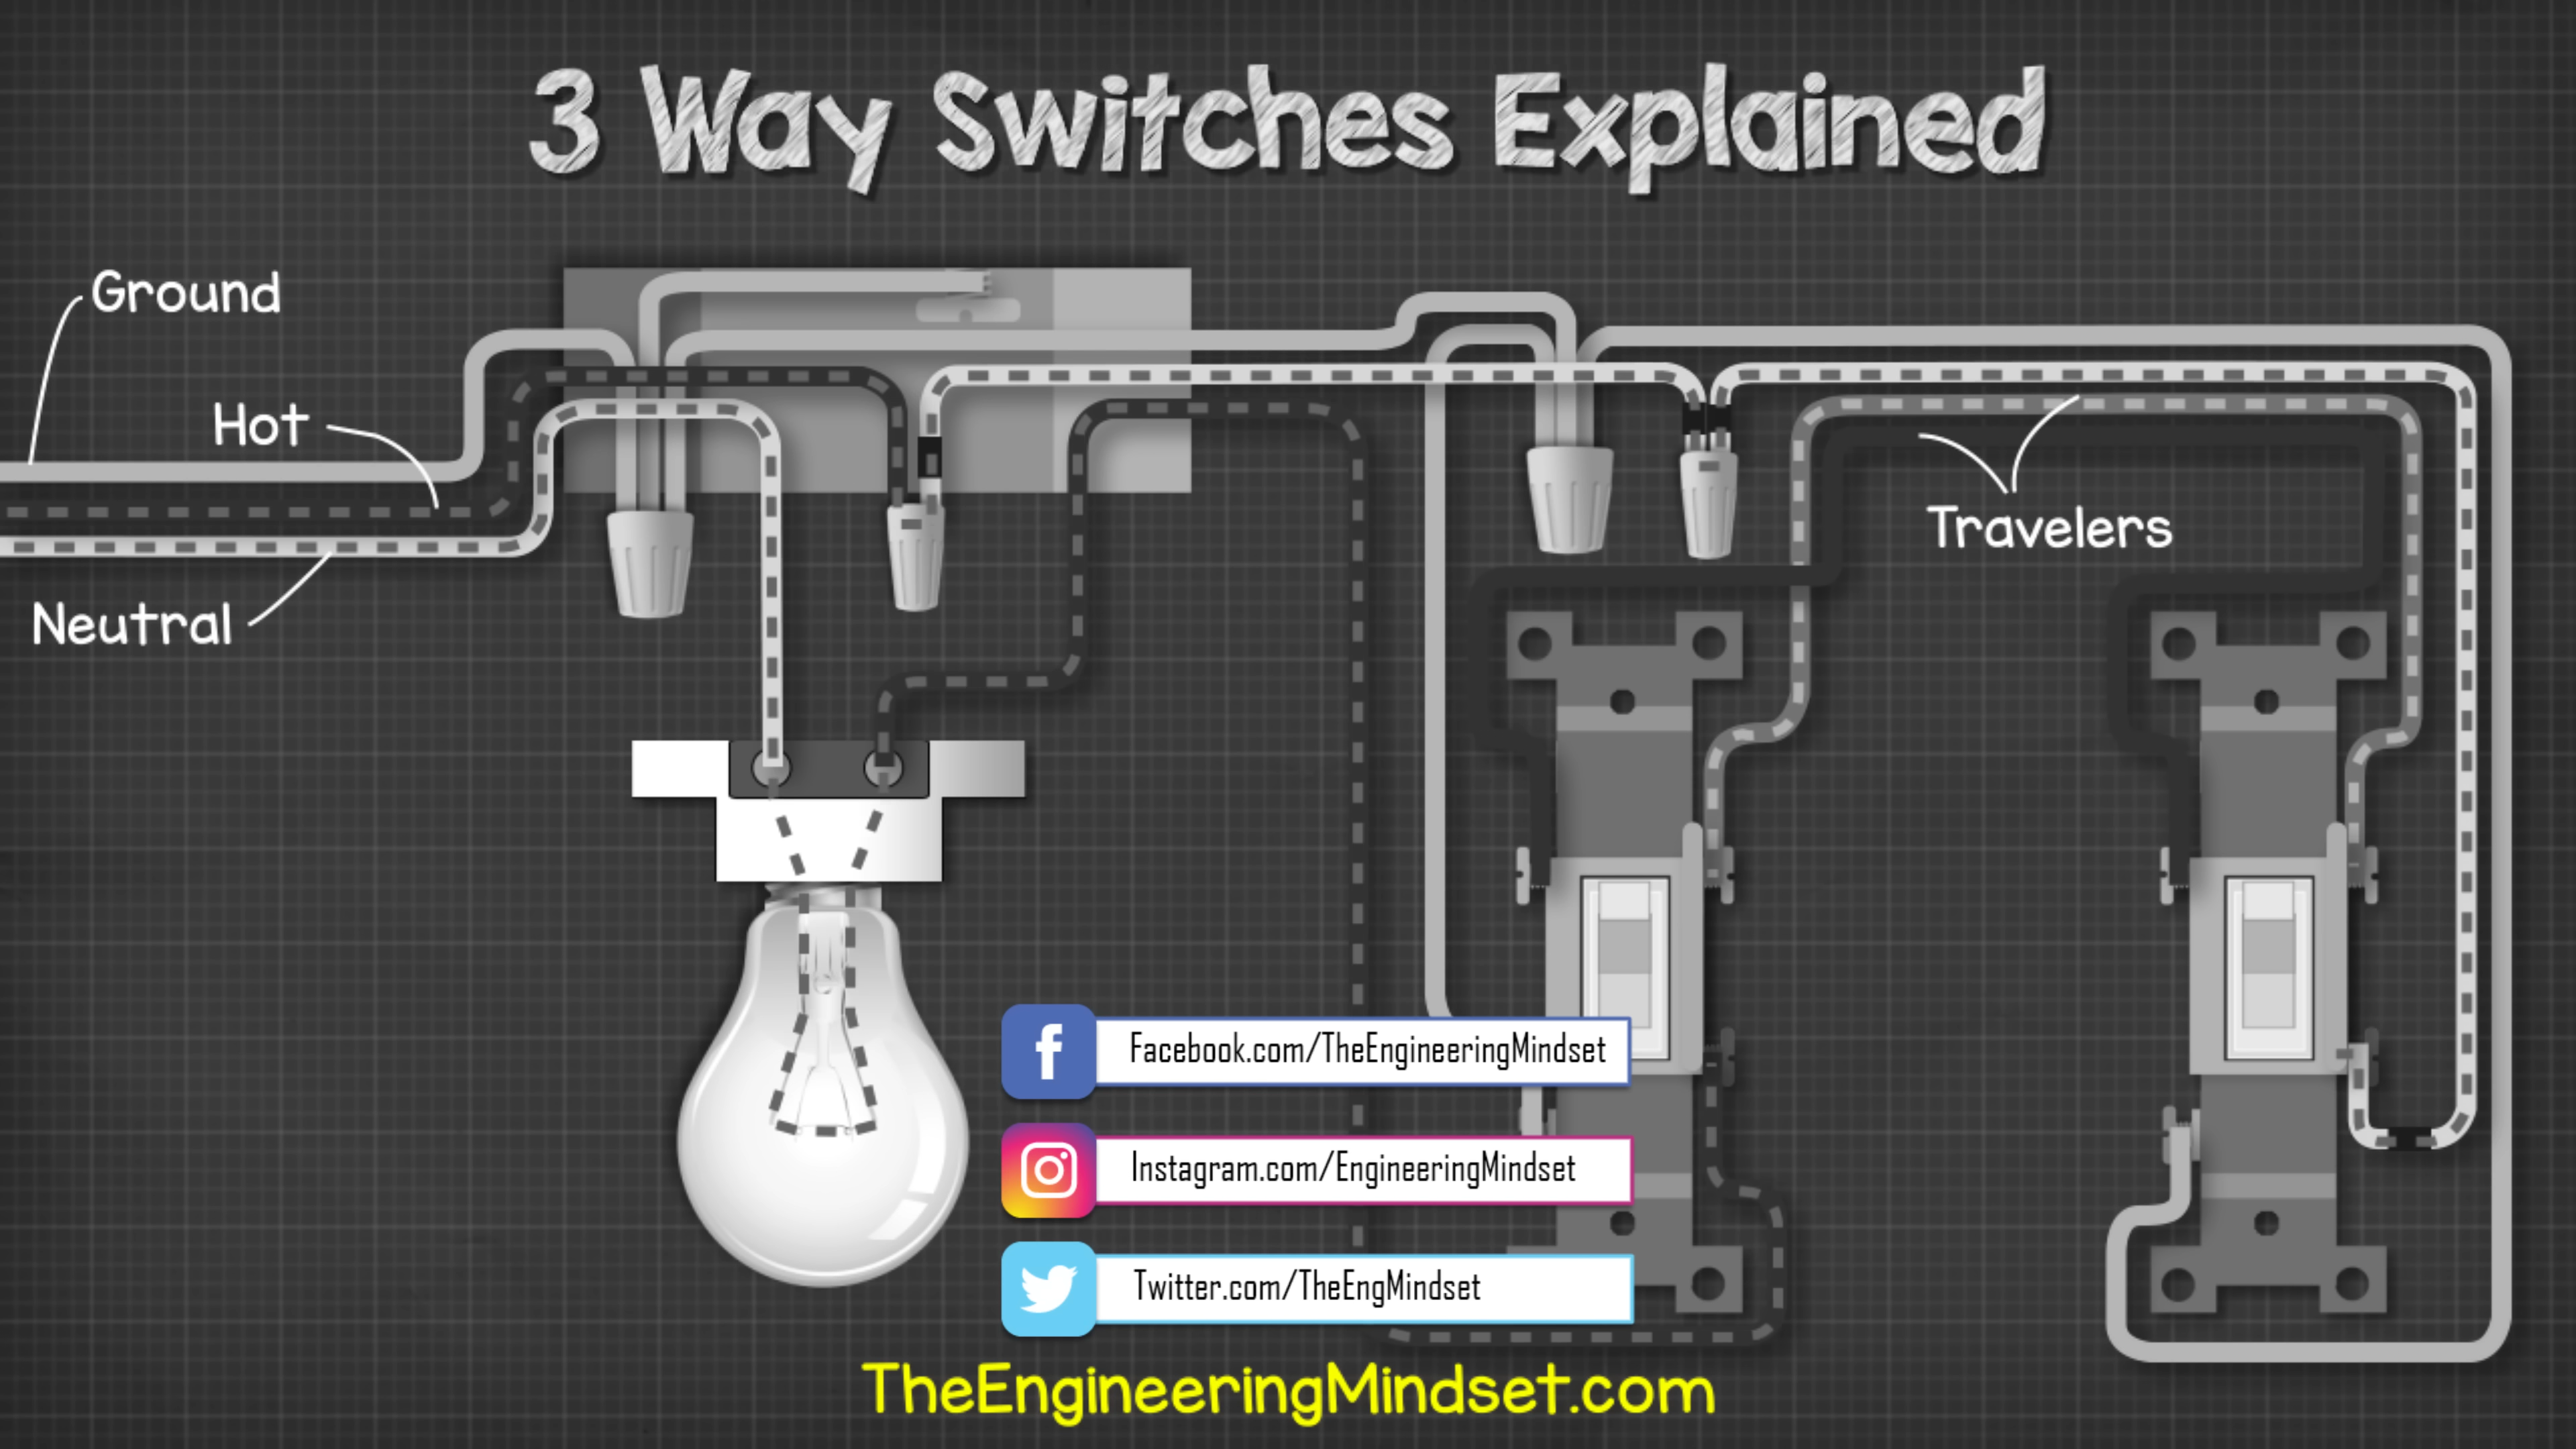 3 Way Switches Explained
Ground
Hot
Neutral
Travelers
Facebook.com/TheEngineeringMindset
Instagram.com/EngineeringMindset
Twitter.com/TheEngMindset
TheEngineeringMindset.com